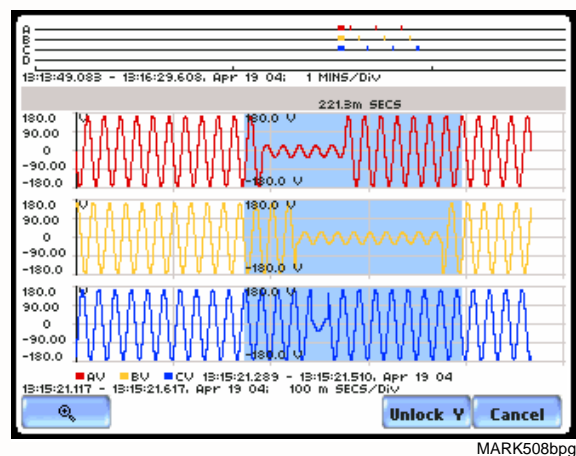 A
B
C
D
13:13:49.083 - 13:16:29.608, Apr 19 04; 1 MINS/Div
221.3m SECS
180.0 V 180.0 V
90.00
0
-90.00
-180.0 -180.0 V
180.0 V 180.0 V
90.00
0
-90.00
-180.0 -180.0 V
180.0 V 180.0 V
90.00
0
-90.00
-180.0 -180.0 V
AV BV CV 13:15:21.289 - 13:15:21.510, Apr 19 04
13:15:21.117 - 13:15:21.617, Apr 19 04; 100 m SECS/Div
Unlock Y Cancel
MARK508bpg